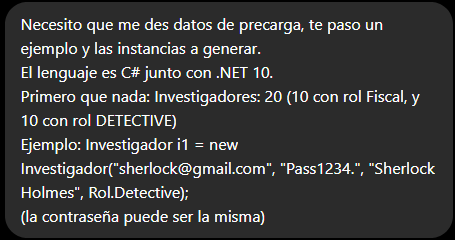 Necesito que me des datos de precarga, te paso un
ejemplo y las instancias a generar.
El lenguaje es C# junto con .NET 10.
Primero que nada: Investigadores: 20 (10 con rol Fiscal, y
10 con rol DETECTIVE)
Ejemplo: Investigador i1 = new
Investigador("sherlock@gmail.com", "Pass1234.", "Sherlock
Holmes", Rol.Detective);
(la contraseña puede ser la misma)